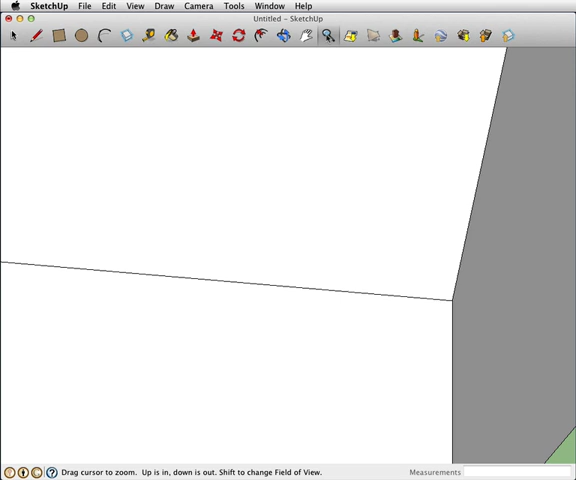 SketchUp File Edit View Draw Camera Tools Window Help
Untitled - SketchUp
Drag cursor to zoom. Up is in, down is out. Shift to change Field of View. Measurements